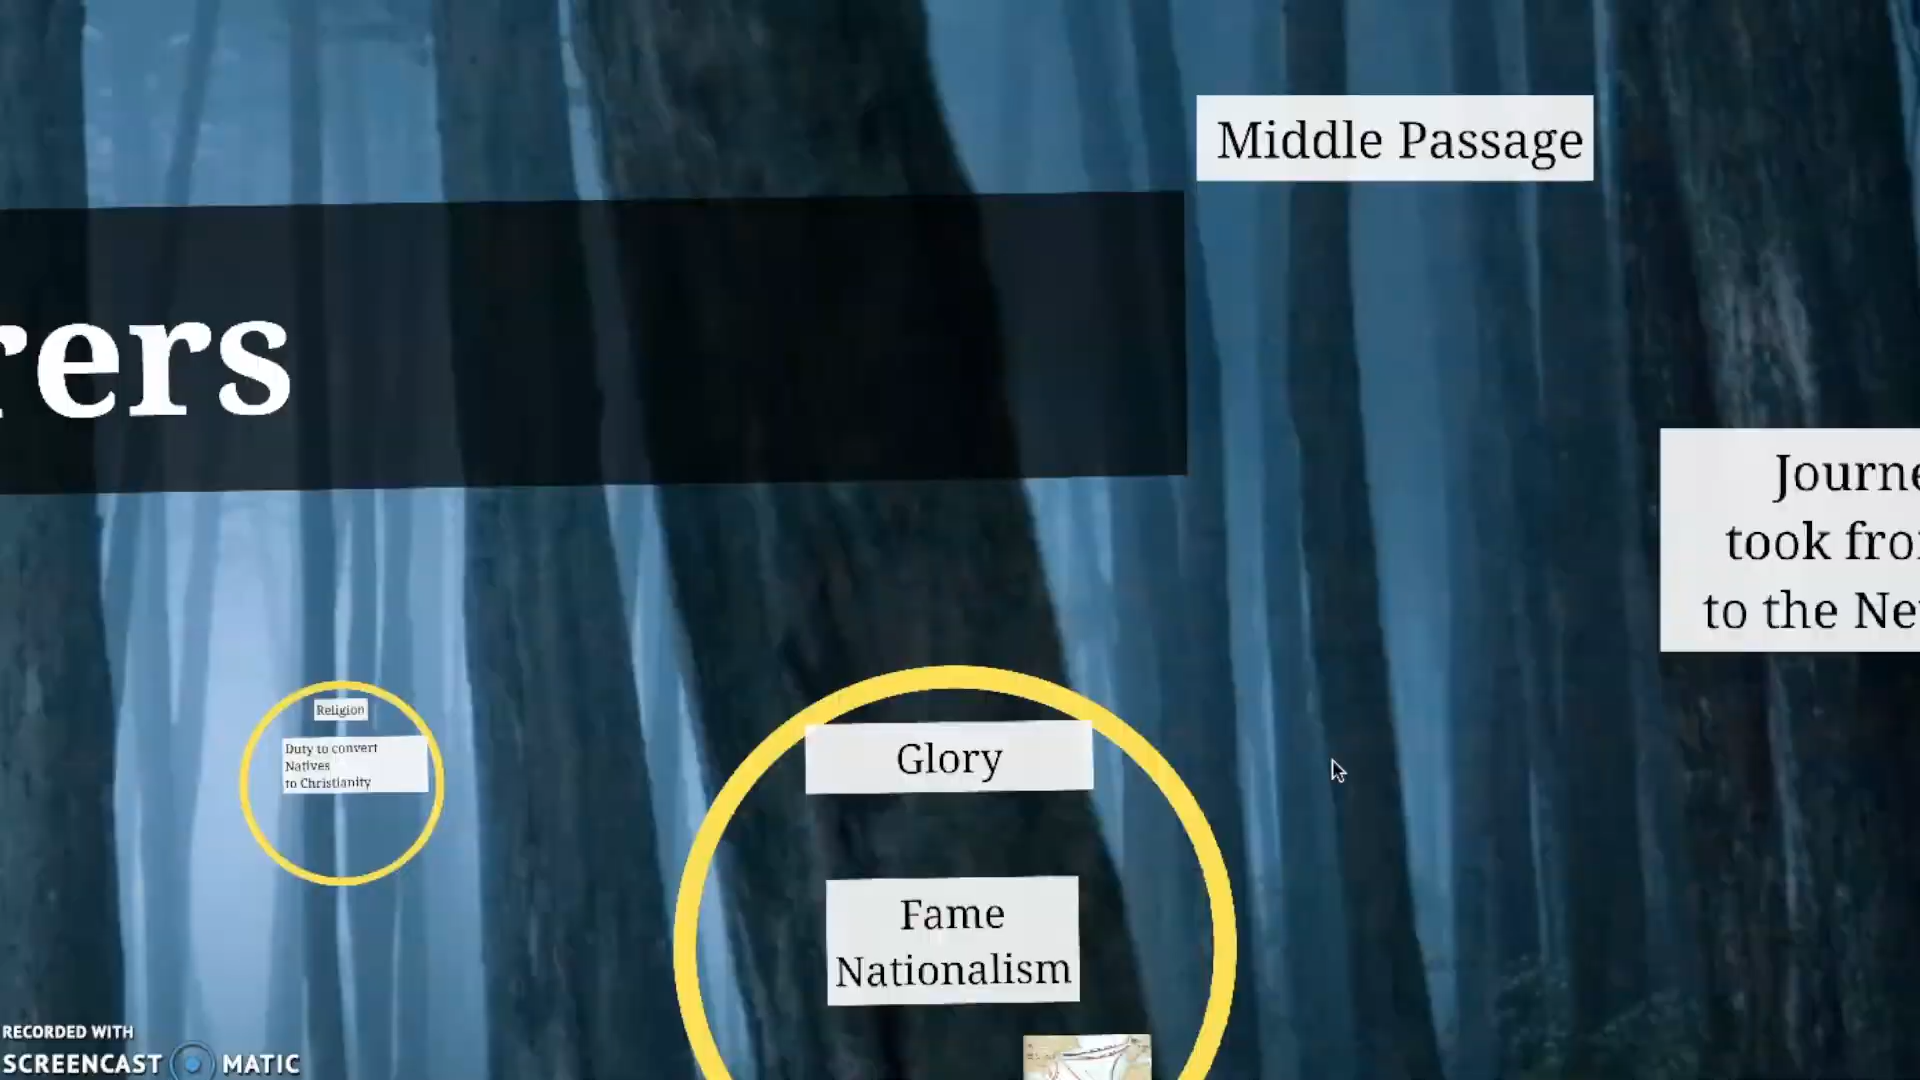 Middle Passage
rers
Journe
took fro
to the Ne
Religion
Duty to convert
Natives
to Christianity
Glory
Fame
Nationalism
RECORDED WITH
SCREENCAST MATIC